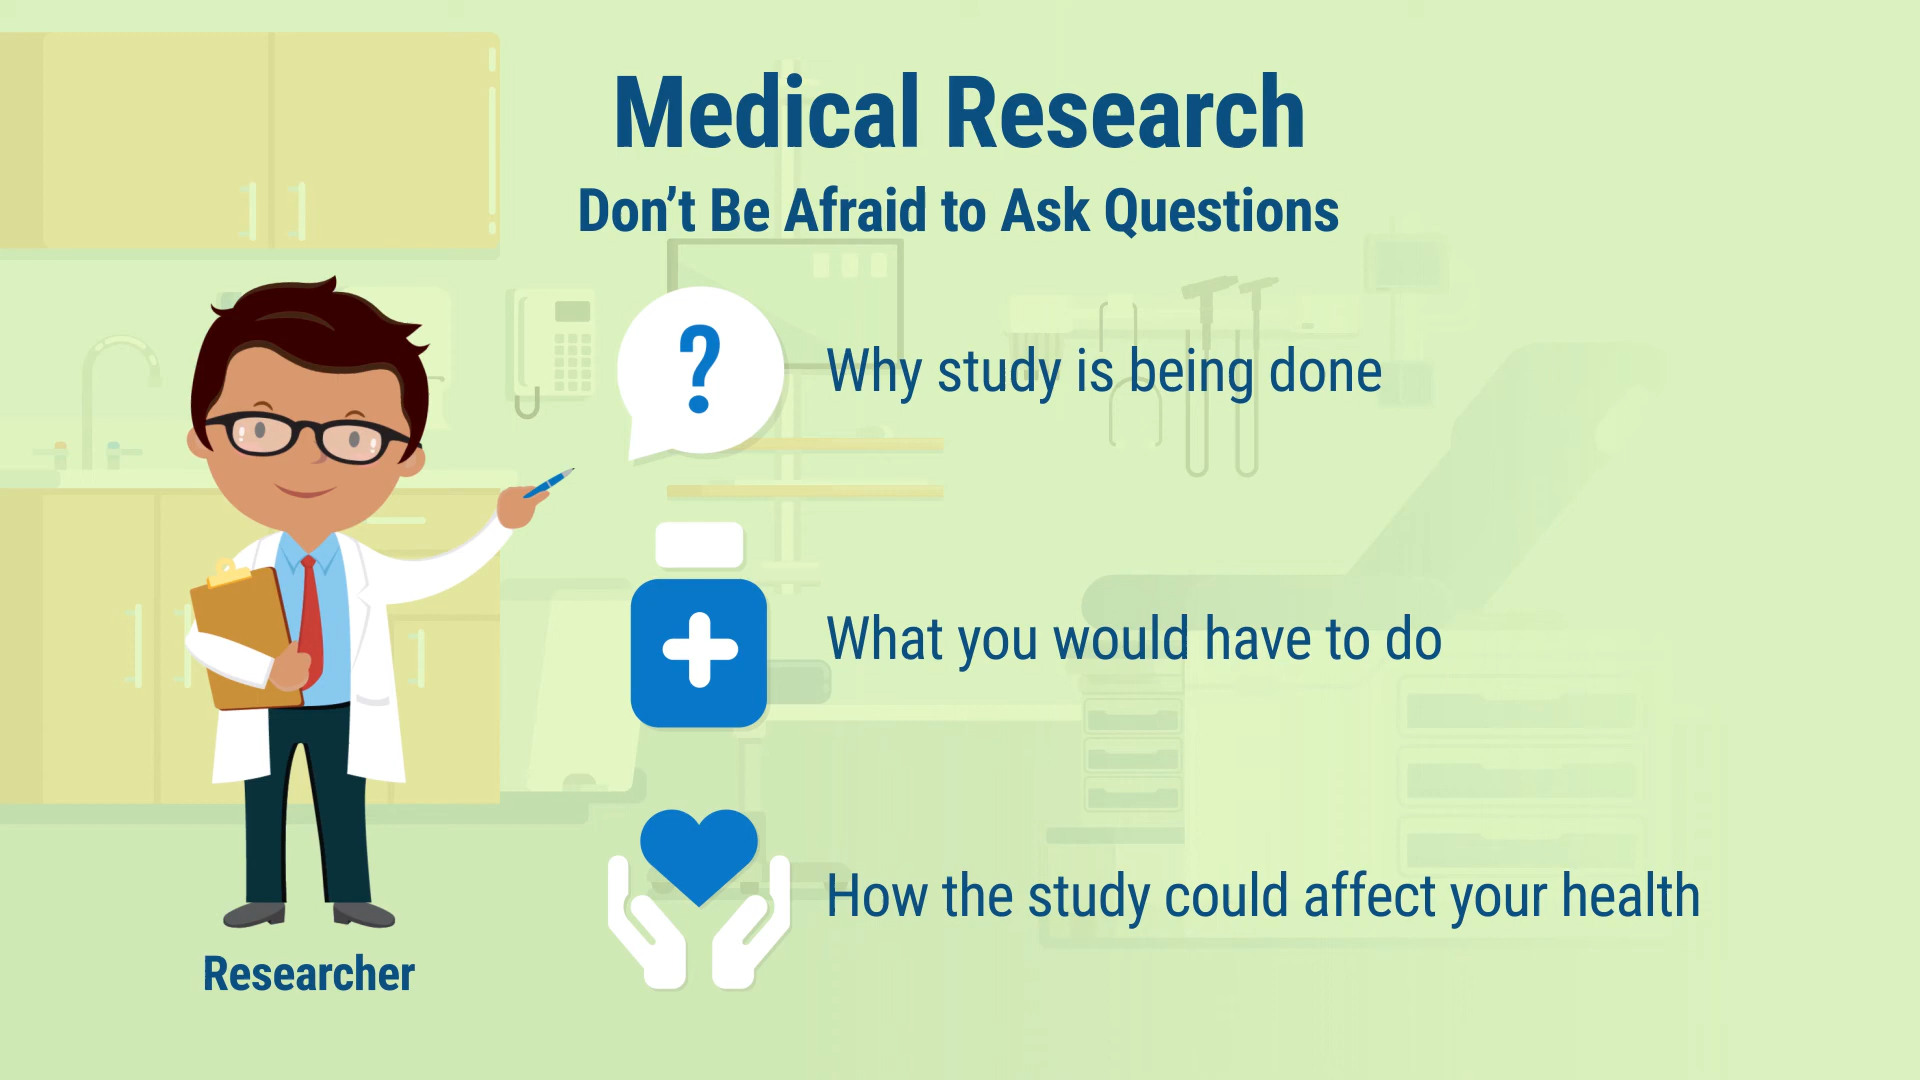 Medical Research
Don’t Be Afraid to Ask Questions
?
Why study is being done
What you would have to do
How the study could affect your health
Researcher